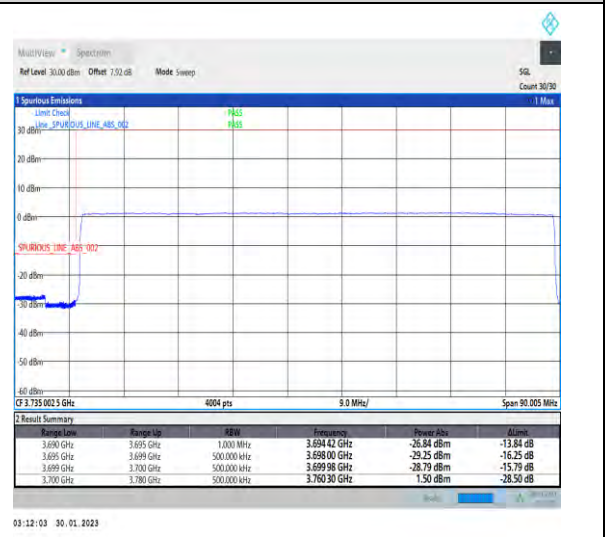 MultiView Spectrum
Ref Level 30.00 dBm Offset 7.92 dB Mode Sweep SGL
Count 30/30
1 Spurious Emissions 1 Max
Limit Check PASS
Line _SPURIOUS_LINE_ABS_002 PASS
30 dBm
20 dBm
10 dBm
0 dBm
SPURIOUS_LINE_ABS_002
-20 dBm
-30 dBm
-40 dBm
-50 dBm
-60 dBm
CF 3.735 002 5 GHz 4004 pts 9.0 MHz/ Span 90.005 MHz
2 Result Summary
Range Low Range Up RBW Frequency Power Abs ΔLimit
3.690 GHz 3.695 GHz 1.000 MHz 3.694 42 GHz -26.84 dBm -13.84 dB
3.695 GHz 3.699 GHz 500.000 kHz 3.698 00 GHz -29.25 dBm -16.25 dB
3.699 GHz 3.700 GHz 500.000 kHz 3.699 98 GHz -28.79 dBm -15.79 dB
3.700 GHz 3.780 GHz 500.000 kHz 3.760 30 GHz 1.50 dBm -28.50 dB
03:12:03 30.01.2023